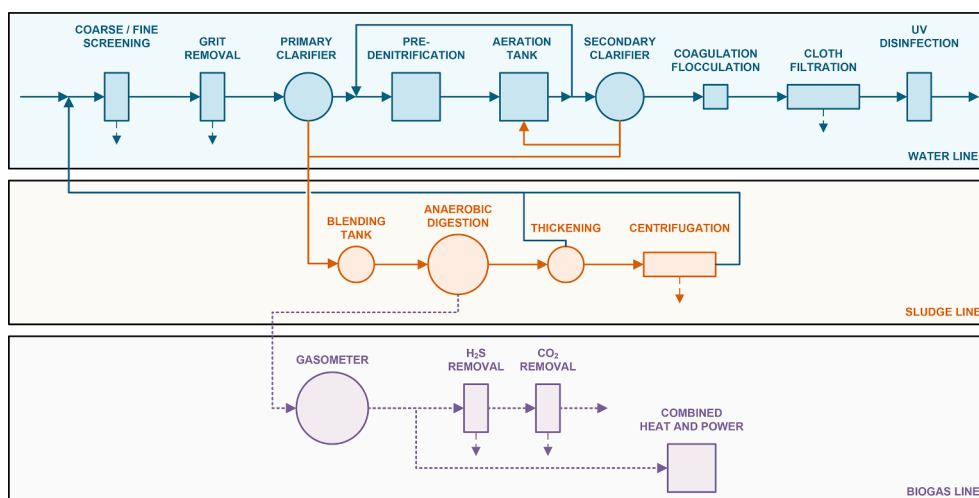 COARSE / FINE
SCREENING
GRIT
REMOVAL
PRIMARY
CLARIFIER
PRE-
DENITRIFICATION
AERATION
TANK
SECONDARY
CLARIFIER
COAGULATION
FLOCCULATION
CLOTH
FILTRATION
UV
DISINFECTION
WATER LINE
BLENDING
TANK
ANAEROBIC
DIGESTION
THICKENING
CENTRIFUGATION
SLUDGE LINE
GASOMETER
H₂S
REMOVAL
CO₂
REMOVAL
COMBINED
HEAT AND POWER
BIOGAS LINE